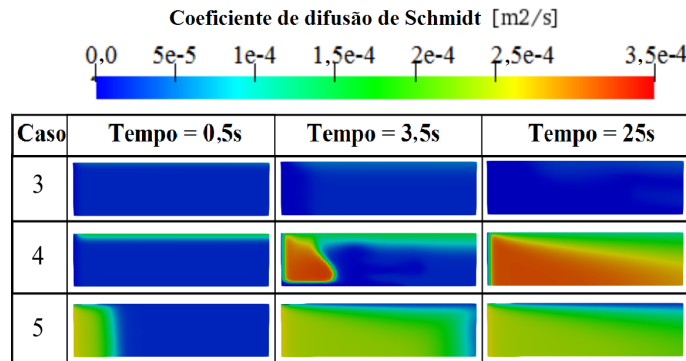 Coeficiente de difusão de Schmidt [m2/s]
0,0 5e-5 1e-4 1,5e-4 2e-4 2,5e-4 3,5e-4
Caso Tempo = 0,5s Tempo = 3,5s Tempo = 25s
3
4
5